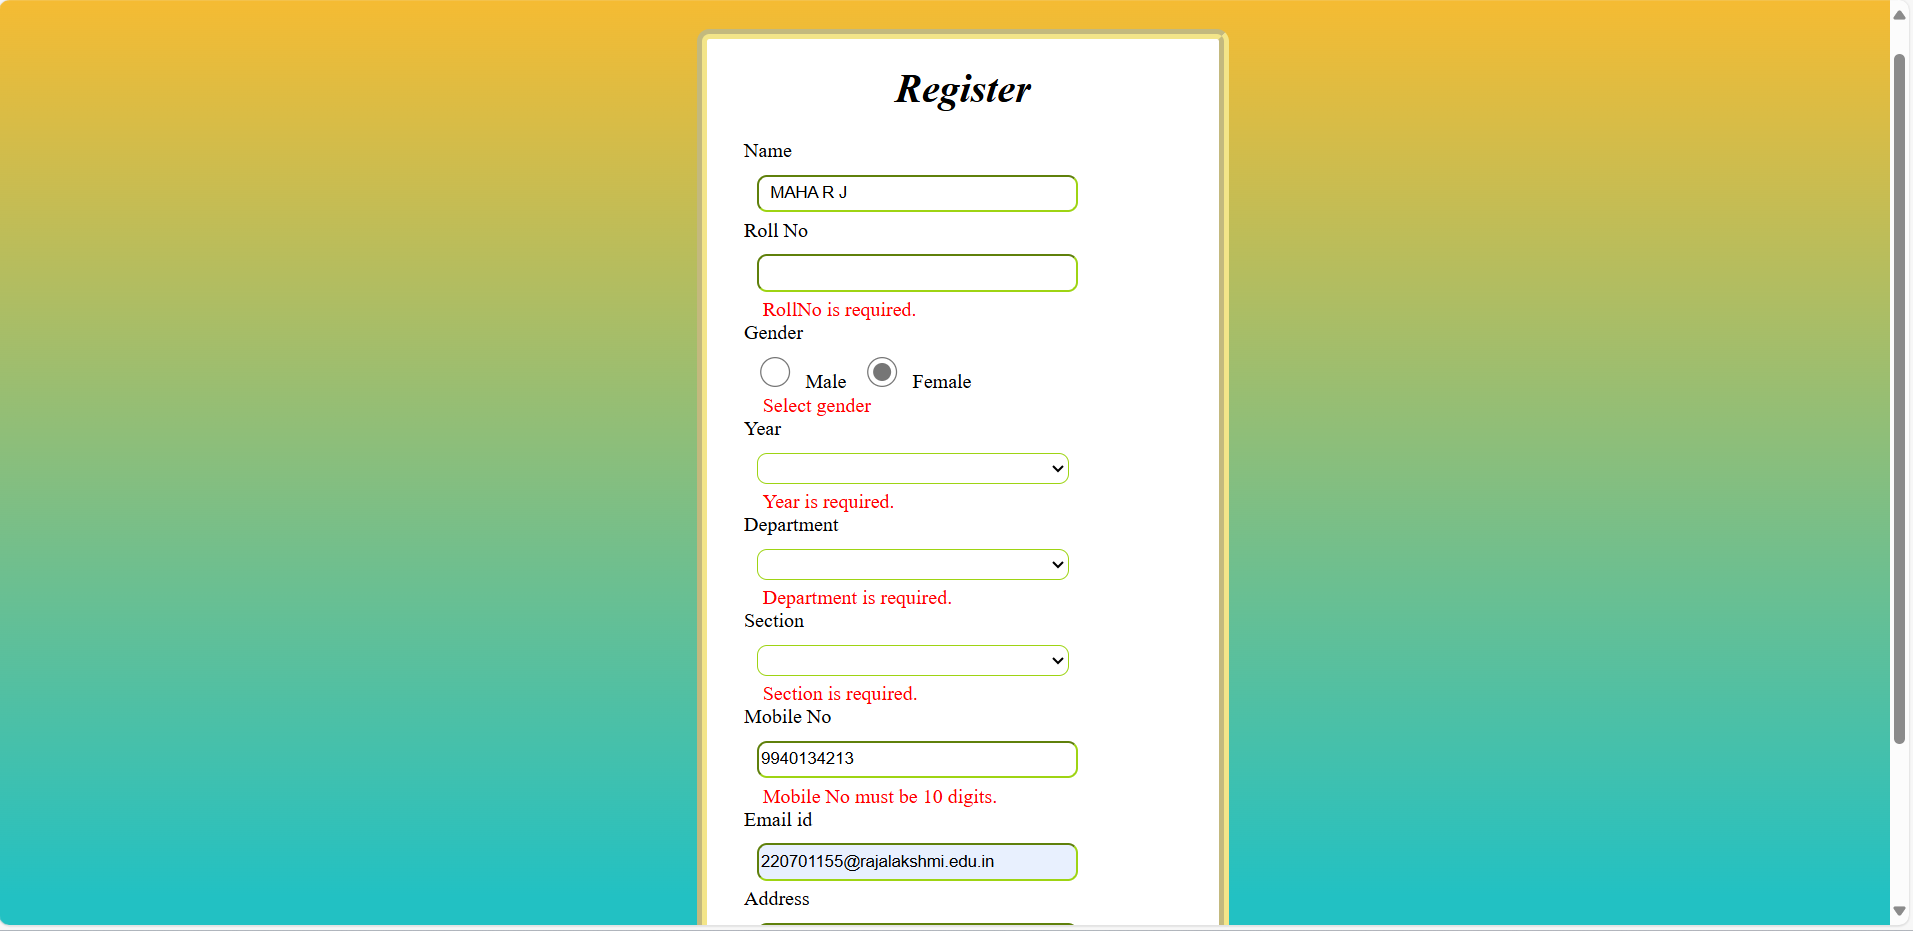 Register
Name
MAHA R J
Roll No
RollNo is required.
Gender
Male Female
Select gender
Year
Year is required.
Department
Department is required.
Section
Section is required.
Mobile No
9940134213
Mobile No must be 10 digits.
Email id
220701155@rajalakshmi.edu.in
Address